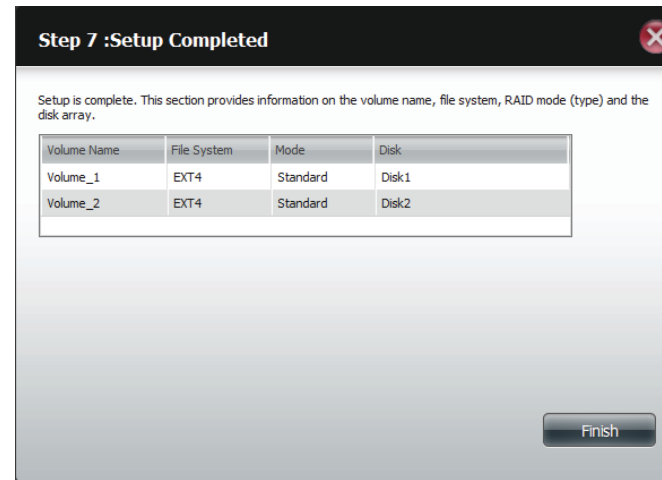 Step 7 :Setup Completed
Setup is complete. This section provides information on the volume name, file system, RAID mode (type) and the
disk array.
Volume Name File System Mode Disk
Volume_1 EXT4 Standard Disk1
Volume_2 EXT4 Standard Disk2
Finish